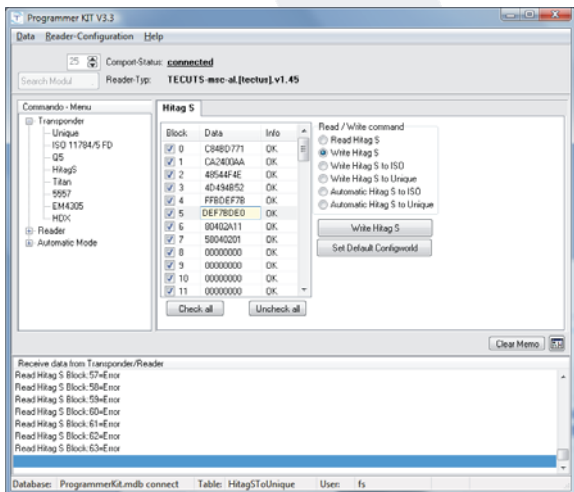 Programmer KIT V3.3
Data Reader-Configuration Help
25 Comport-Status: connected
Search Modul Reader-Typ: TECUTS-msc-al.[tectus].v1.45
Commando - Menu
Transponder
Unique
ISO 11784/5 FD
Q5
HitagS
Titan
5557
EM4305
HDX
Reader
Automatic Mode
Hitag S
Block Data Info
0 C848D771 OK
1 CA2400AA OK
2 48544F4E OK
3 4D494B52 OK
4 FFBDEF7B OK
5 DEF7BDE0 OK
6 80402A11 OK
7 58040201 OK
8 00000000 OK
9 00000000 OK
10 00000000 OK
11 00000000 OK
Check all Uncheck all
Read / Write command
Read Hitag S
Write Hitag S
Write Hitag S to ISO
Write Hitag S to Unique
Automatic Hitag S to ISO
Automatic Hitag S to Unique
Write Hitag S
Set Default Configworld
Clear Memo
Receive data from Transponder/Reader
Read Hitag S Block:57=Error
Read Hitag S Block:58=Error
Read Hitag S Block:59=Error
Read Hitag S Block:60=Error
Read Hitag S Block:61=Error
Read Hitag S Block:62=Error
Read Hitag S Block:63=Error
Database: ProgrammerKit.mdb connect Table: HitagSToUnique User: fs